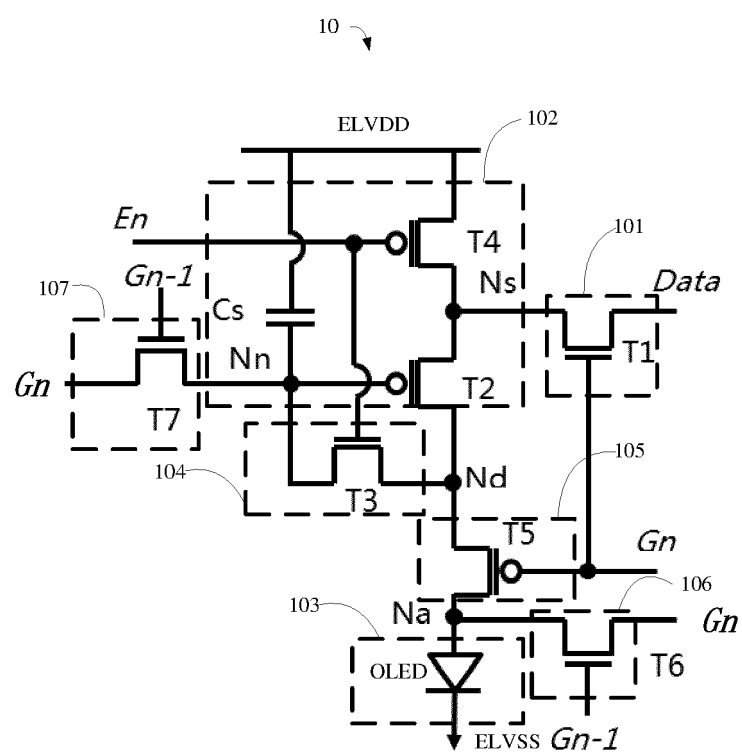 10
ELVDD
102
En
T4
101
Gn-1
Ns
Data
107
Cs
Nn
T1
Gn
T2
T7
105
104
Nd
T3
T5
Gn
106
103
Na
Gn
OLED
T6
ELVSS
Gn-1